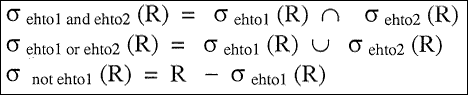 σ ehto1 and ehto2 (R) = σ ehto1 (R) ∩ σ ehto2 (R)
σ ehto1 or ehto2 (R) = σ ehto1 (R) ∪ σ ehto2 (R)
σ not ehto1 (R) = R − σ ehto1 (R)